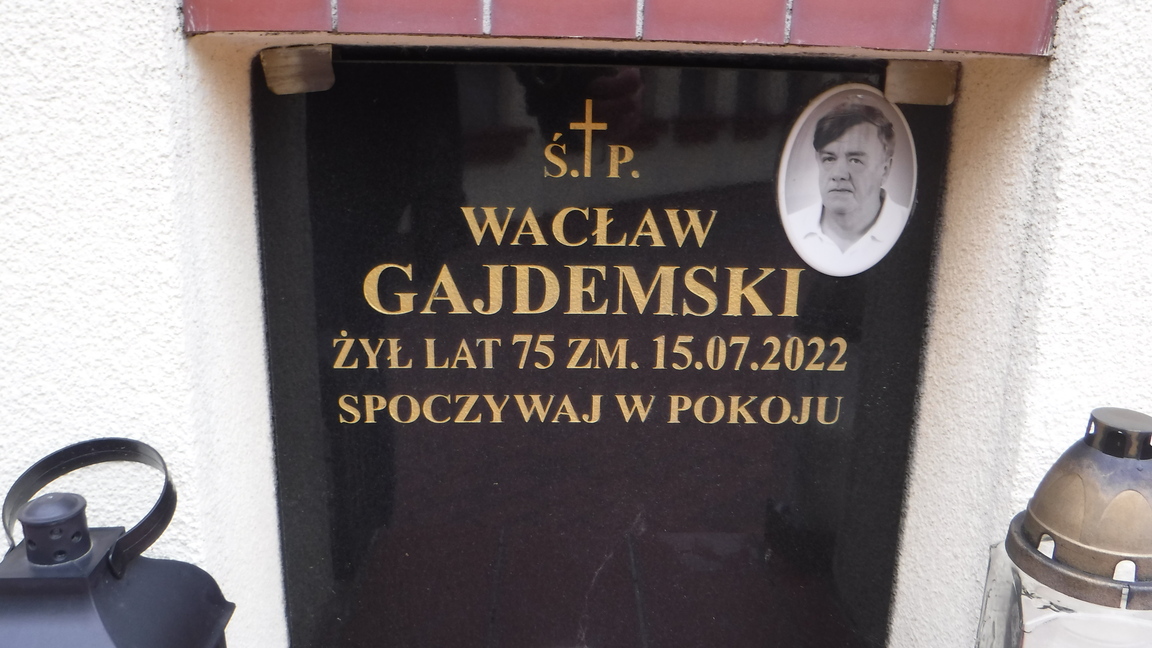 Ś. P.
WACŁAW
GAJDEMSKI
ŻYŁ LAT 75 ZM. 15.07.2022
SPOCZYWAJ W POKOJU